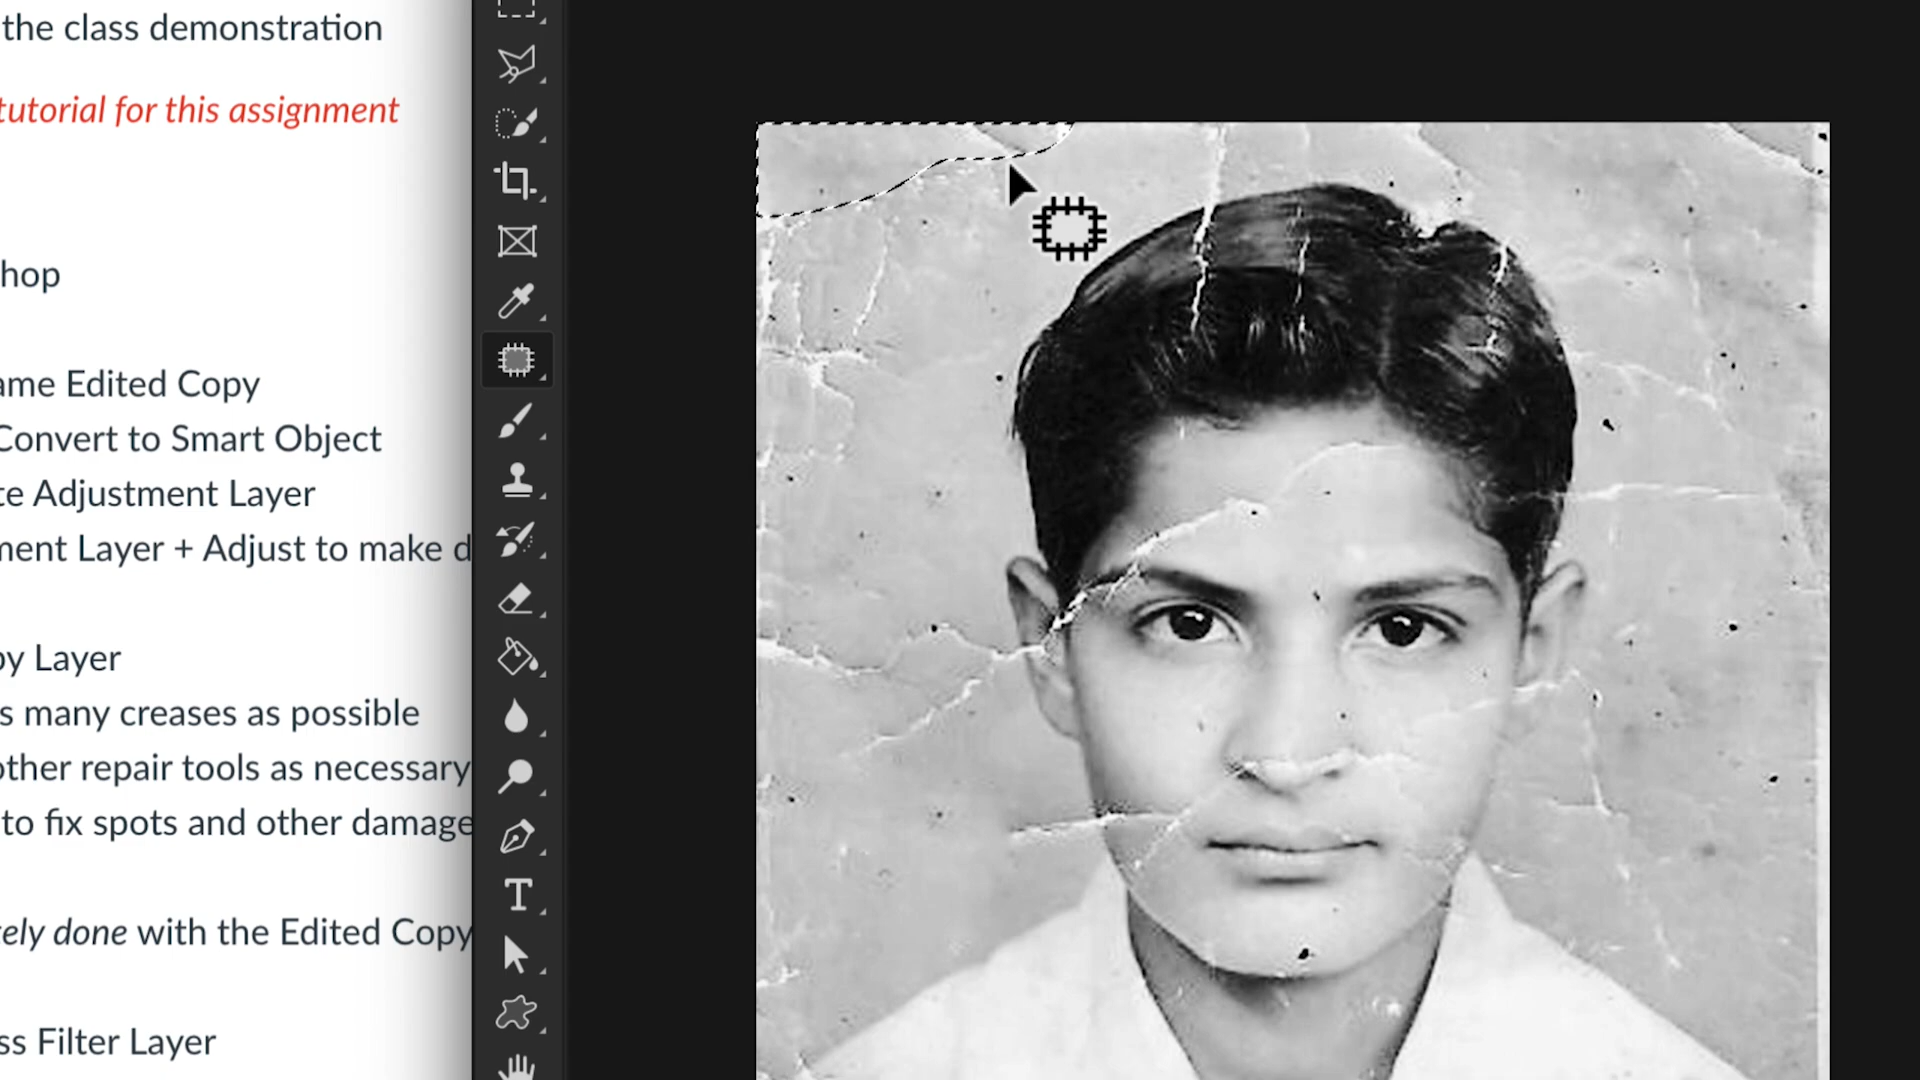 the class demonstration
tutorial for this assignment
hop
ame Edited Copy
Convert to Smart Object
te Adjustment Layer
ment Layer + Adjust to make d
py Layer
s many creases as possible
other repair tools as necessary
to fix spots and other damage
ely done with the Edited Copy
ss Filter Layer